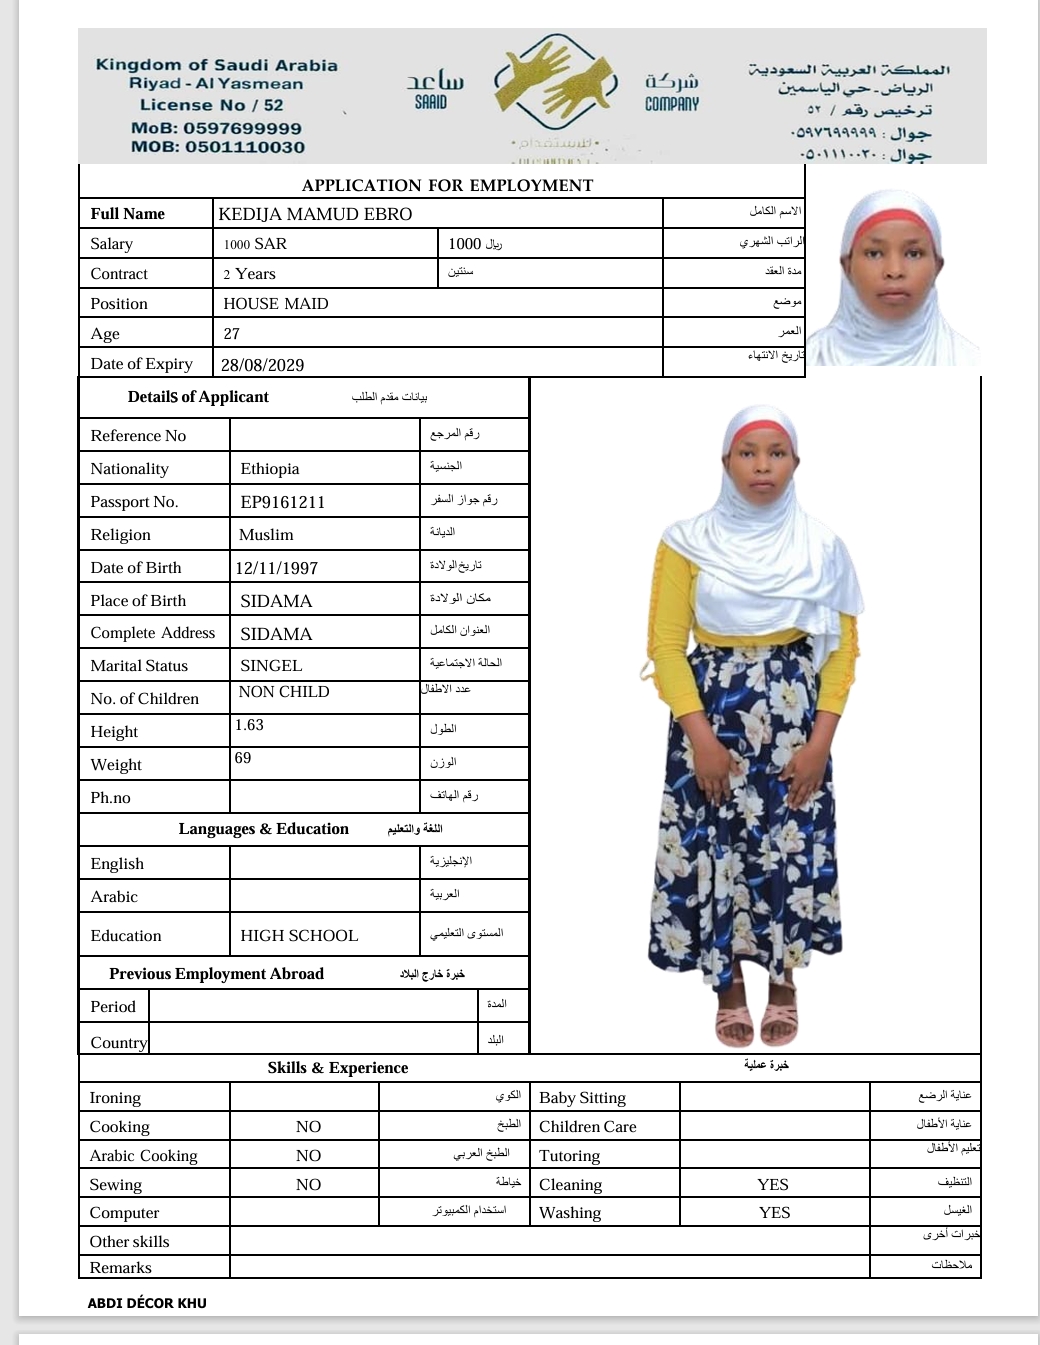 Kingdom of Saudi Arabia
Riyad - Al Yasmean
License No / 52
MoB: 0597699999
MOB: 0501110030
ساعد
SAAID
شركة
COMPANY
للاستقدام
المملكة العربية السعودية
الرياض - حي الياسمين
ترخيص رقم / ٥٢
جوال : ٠٥٩٧٦٩٩٩٩٩
جوال : ٠٥٠١١١٠٠٣٠
APPLICATION FOR EMPLOYMENT
Full Name KEDIJA MAMUD EBRO الاسم الكامل
Salary 1000 SAR 1000 ريال الراتب الشهري
Contract 2 Years سنتين مدة العقد
Position HOUSE MAID موضع
Age 27 العمر
Date of Expiry 28/08/2029 تاريخ الانتهاء
Details of Applicant بيانات مقدم الطلب
Reference No رقم المرجع
Nationality Ethiopia الجنسية
Passport No. EP9161211 رقم جواز السفر
Religion Muslim الديانة
Date of Birth 12/11/1997 تاريخ الولادة
Place of Birth SIDAMA مكان الولادة
Complete Address SIDAMA العنوان الكامل
Marital Status SINGEL الحالة الاجتماعية
No. of Children NON CHILD عدد الاطفال
Height 1.63 الطول
Weight 69 الوزن
Ph.no رقم الهاتف
Languages & Education اللغة والتعليم
English الإنجليزية
Arabic العربية
Education HIGH SCHOOL المستوى التعليمي
Previous Employment Abroad خبرة خارج البلاد
Period المدة
Country البلد
Skills & Experience خبرة عملية
Ironing الكوي Baby Sitting عناية الرضع
Cooking NO الطبخ Children Care عناية الأطفال
Arabic Cooking NO الطبخ العربي Tutoring تعليم الأطفال
Sewing NO خياطة Cleaning YES التنظيف
Computer استخدام الكمبيوتر Washing YES الغيسل
Other skills خبرات أخرى
Remarks ملاحظات
ABDI DÉCOR KHU